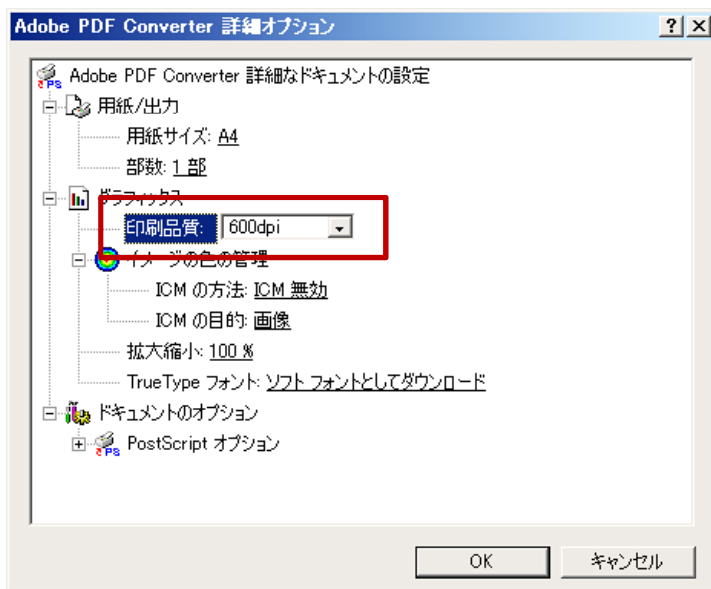 Adobe PDF Converter 詳細オプション
Adobe PDF Converter 詳細なドキュメントの設定
用紙/出力
用紙サイズ: A4
部数: 1 部
グラフィックス
印刷品質: 600dpi
イメージの色の管理
ICM の方法: ICM 無効
ICM の目的: 画像
拡大縮小: 100 %
TrueType フォント: ソフト フォントとしてダウンロード
ドキュメントのオプション
PostScript オプション
OK キャンセル